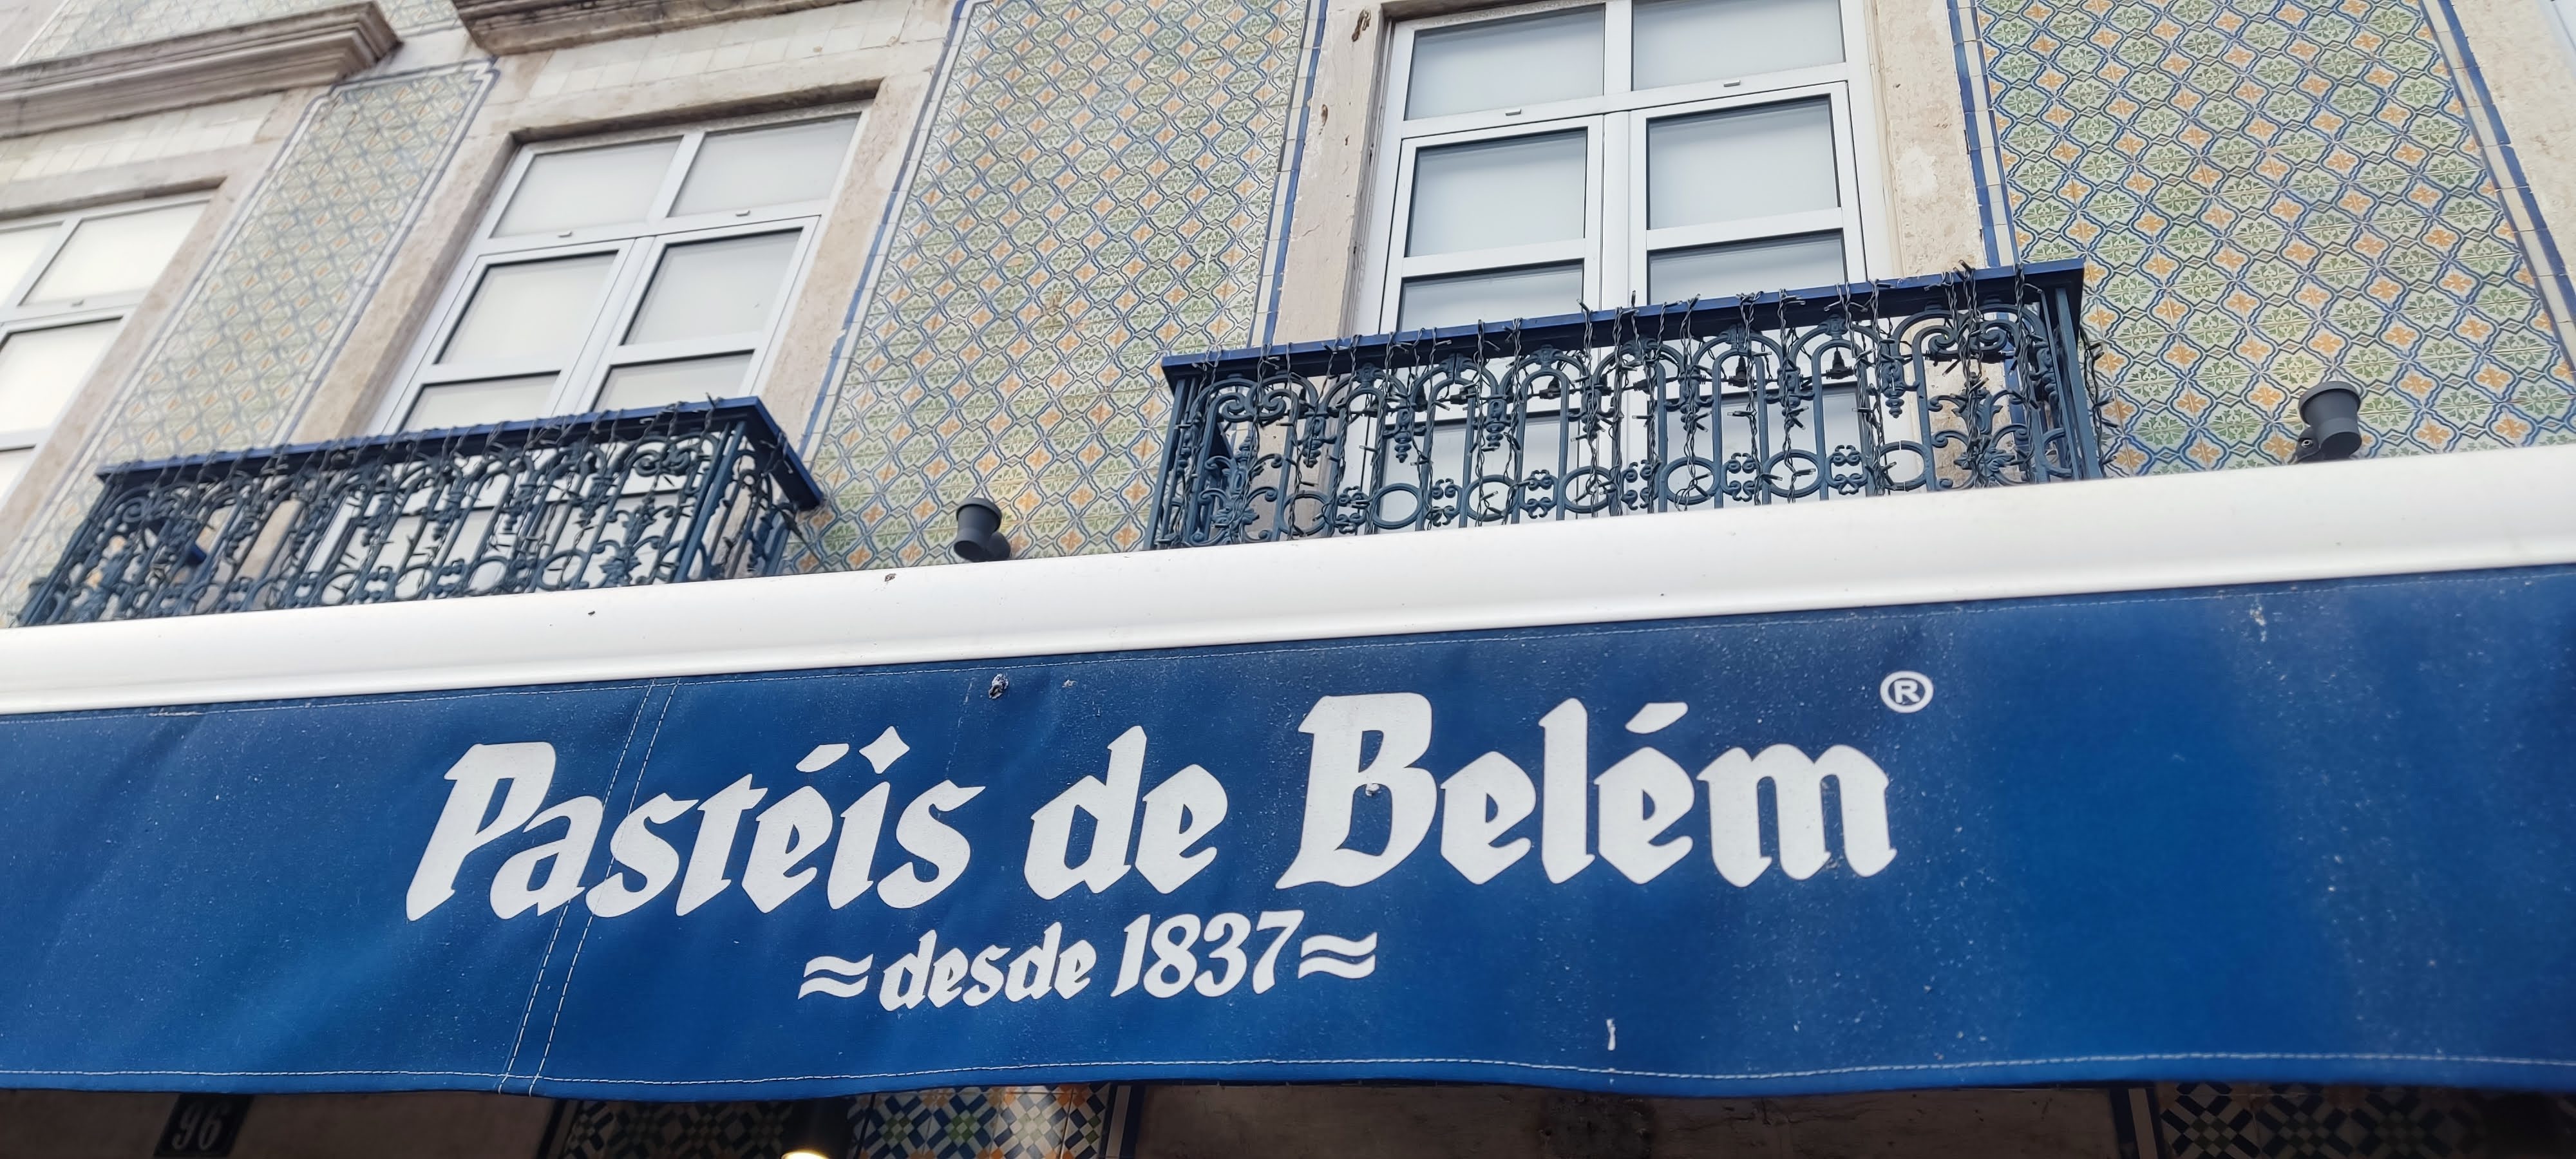 Pastéis de Belém®
≈desde 1837≈
96